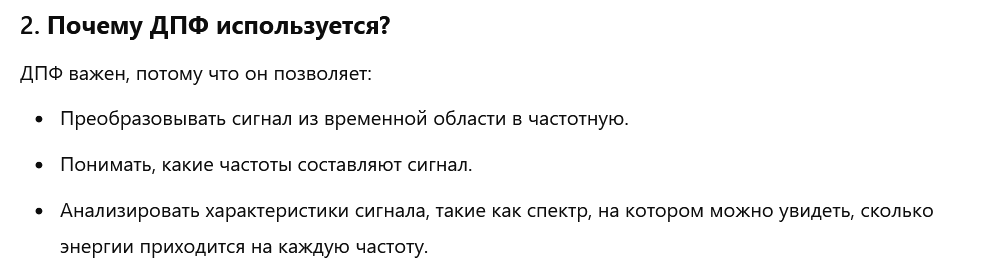 2. Почему ДПФ используется?
ДПФ важен, потому что он позволяет:
• Преобразовывать сигнал из временной области в частотную.
• Понимать, какие частоты составляют сигнал.
• Анализировать характеристики сигнала, такие как спектр, на котором можно увидеть, сколько
энергии приходится на каждую частоту.